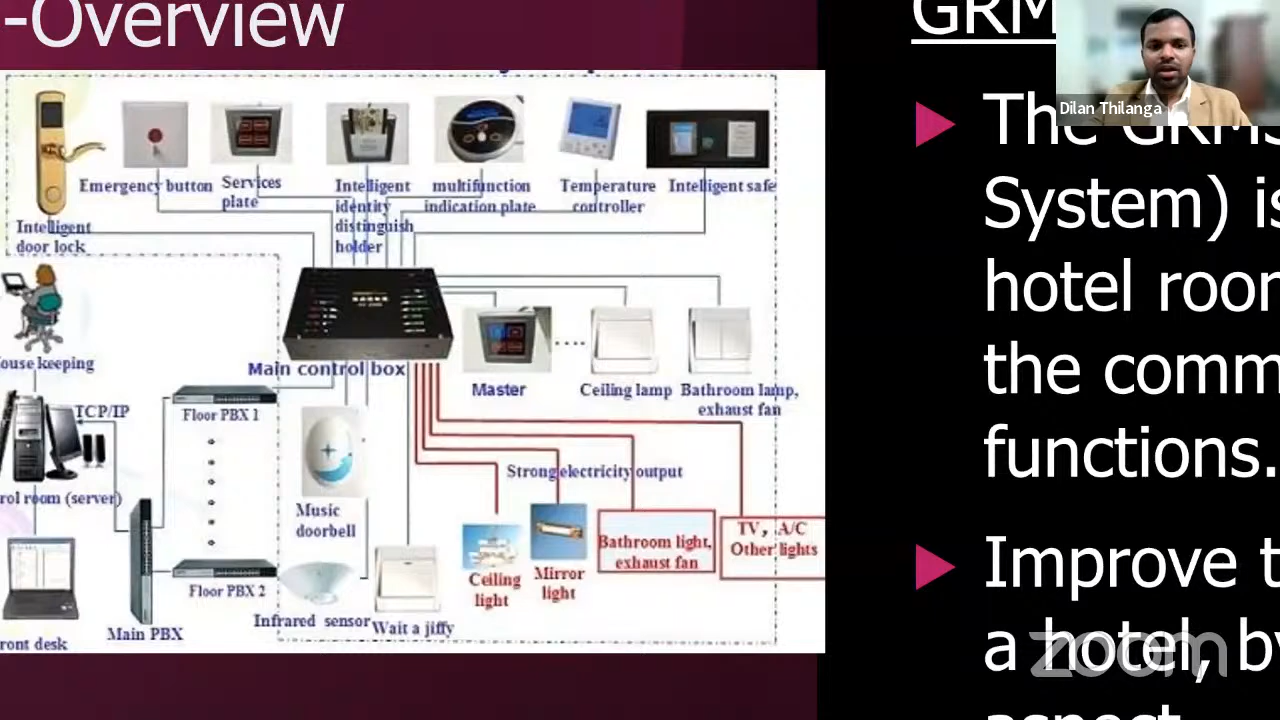 -Overview
GRM
Dilan Thilanga
The GRMS
System) is
hotel roor
the comm
functions.
Improve t
a hotel, by
zoom
Emergency button
Services
plate
Intelligent
identity
distinguish
holder
multifunction
indication plate
Temperature
controller
Intelligent safe
Intelligent
door lock
ouse keeping
Main control box
Master
Ceiling lamp
Bathroom lamp,
exhaust fan
TCP/IP
Floor PBX 1
rol room (server)
Strong electricity output
Music
doorbell
Bathroom light,
exhaust fan
TV, A/C
Other lights
Ceiling
light
Mirror
light
Floor PBX 2
Infrared sensor
Wait a jiffy
Main PBX
ront desk